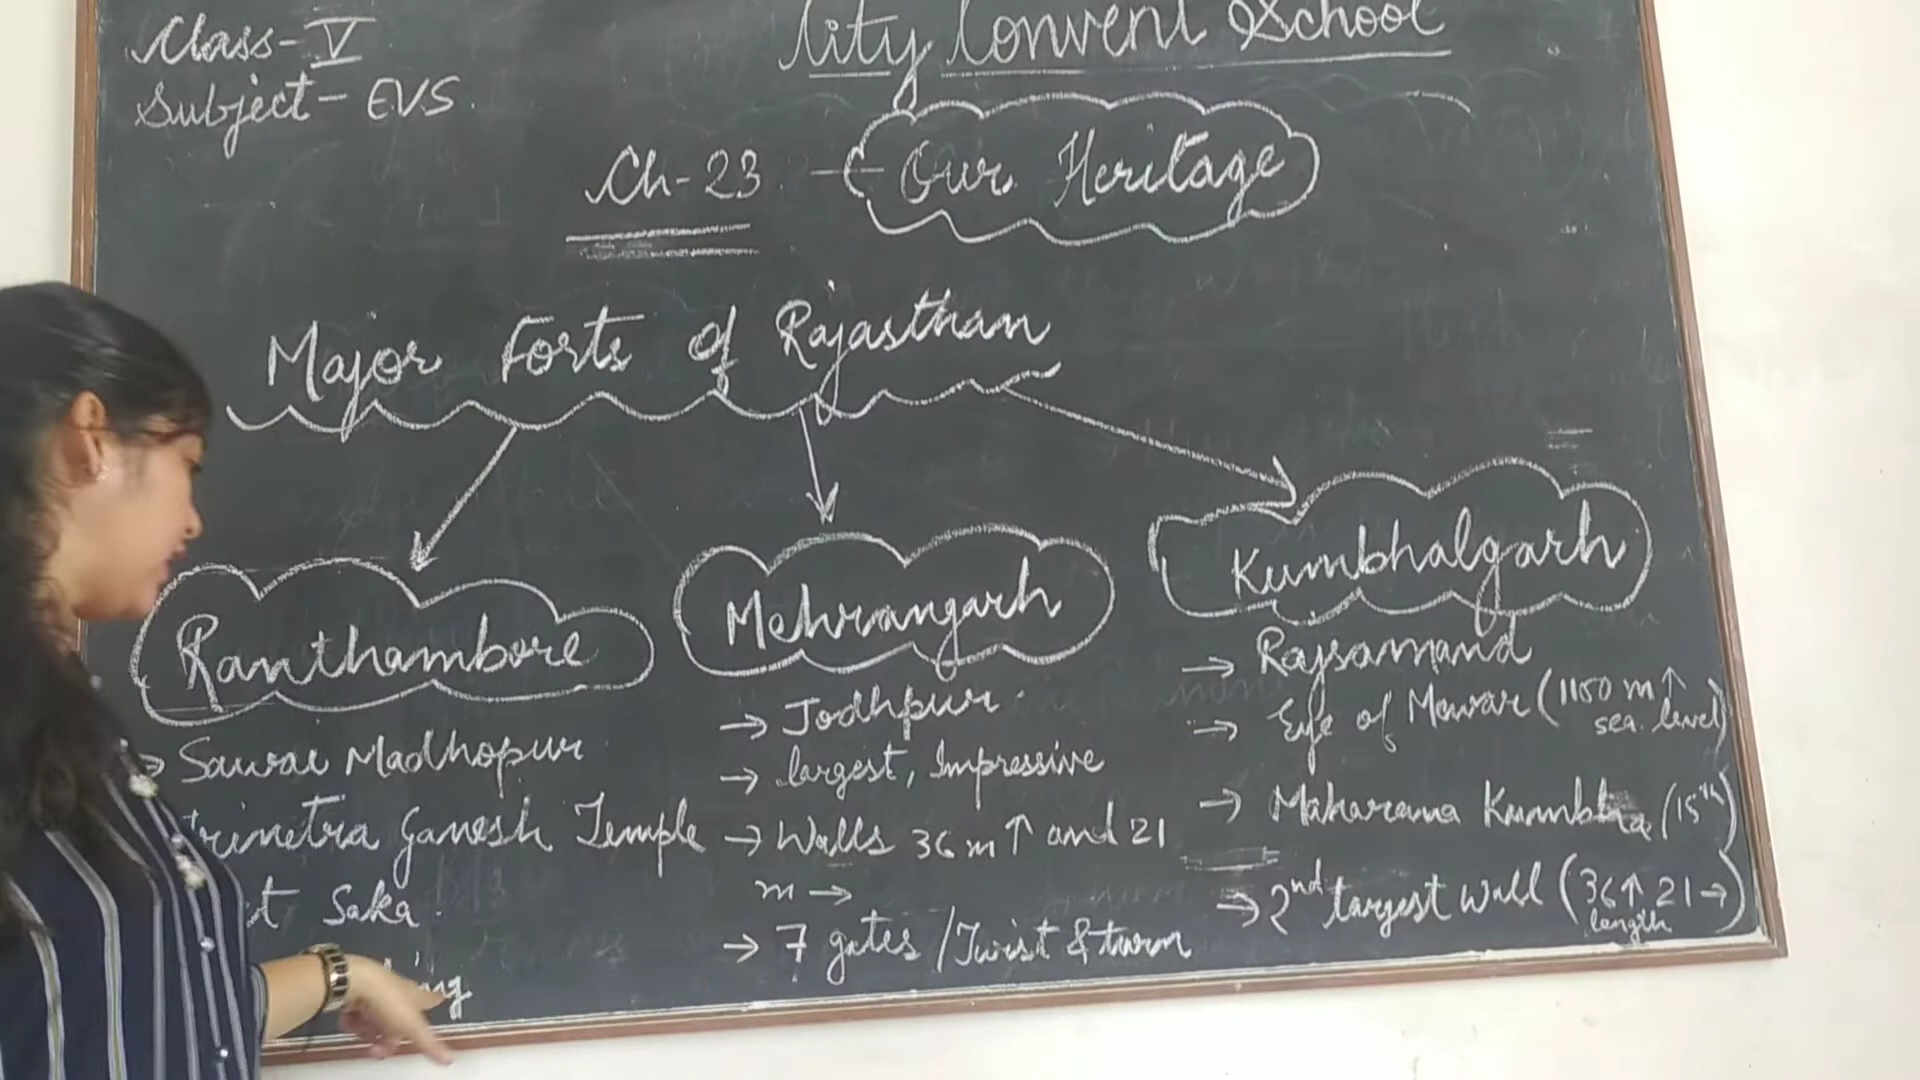 Class-V
Subject- EVS.
City Convent School
Ch-23 - Our Heritage
Major Forts of Rajasthan
Ranthambore
→ Sawai Madhopur
Trinetra Ganesh Temple
Saka
Mehrangarh
→ Jodhpur
→ largest, Impressive
→ Walls 36 m ↑ and 21
m →
→ 7 gates / Twist & turn
Kumbhalgarh
→ Rajsamand
→ Eye of Mewar (1150 m ↑
sea level)
→ Maharana Kumbha (15th)
→ 2nd largest Wall (36 ↑ 21 →)
length